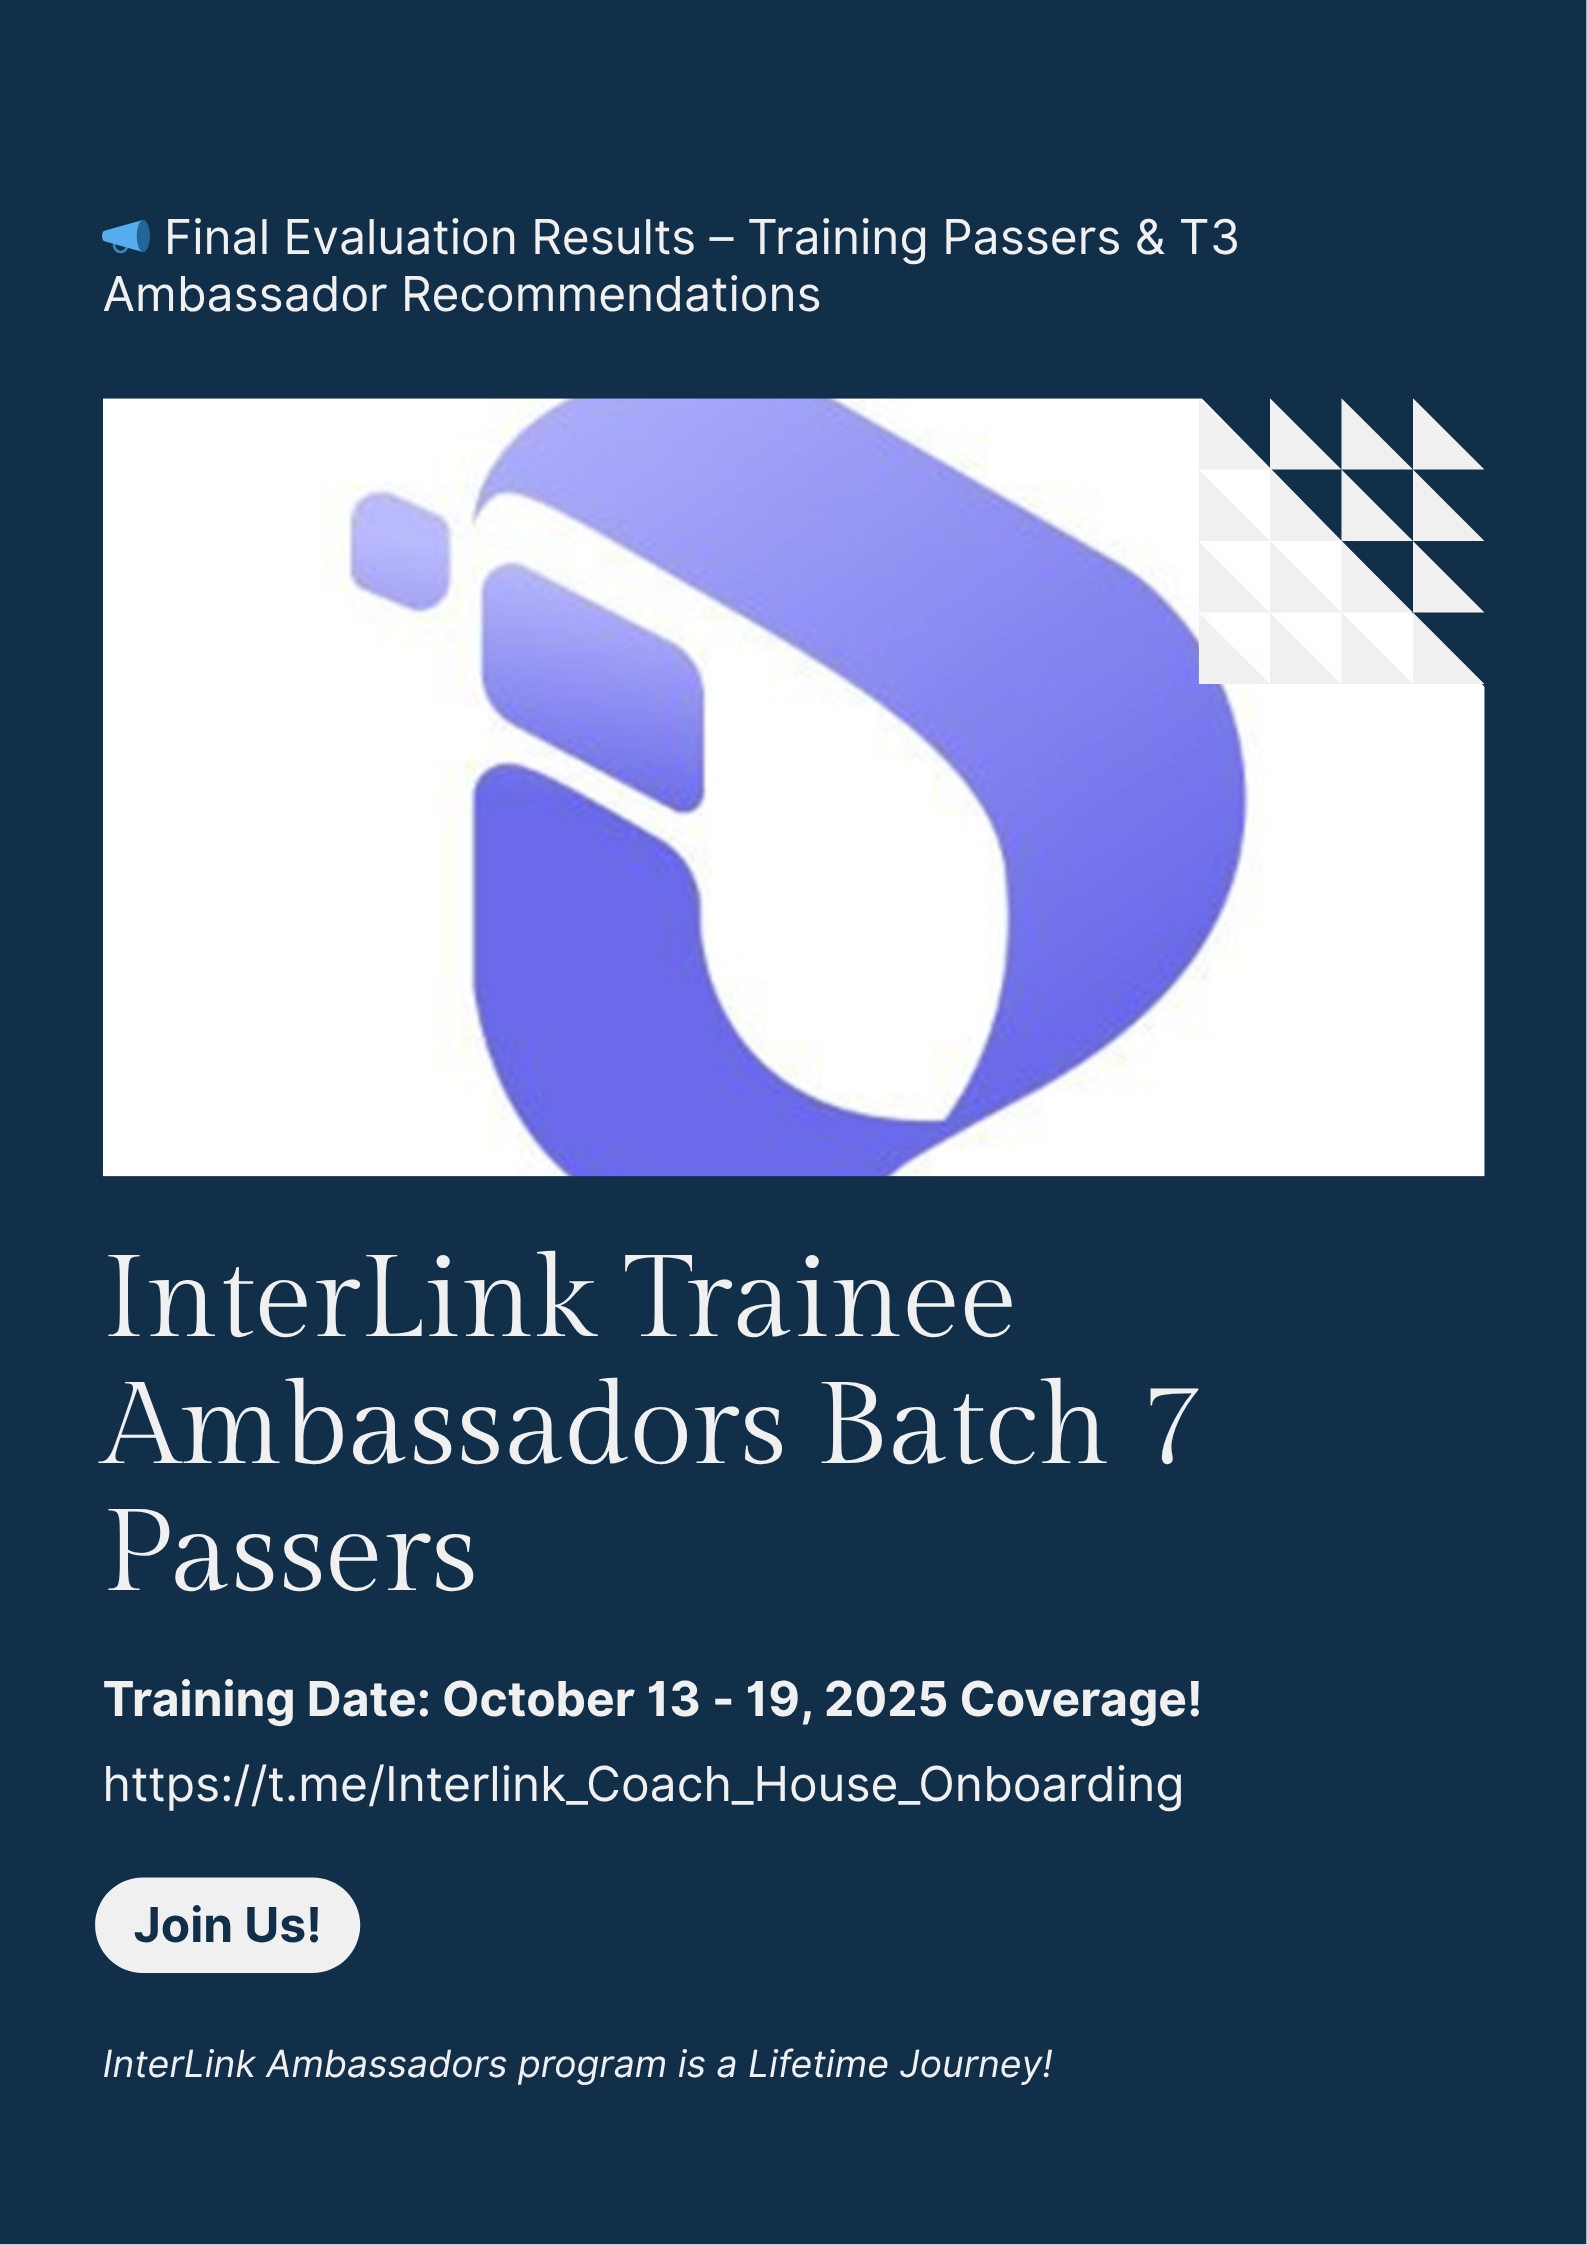 📢 Final Evaluation Results – Training Passers & T3
Ambassador Recommendations
InterLink Trainee
Ambassadors Batch 7
Passers
Training Date: October 13 - 19, 2025 Coverage!
https://t.me/Interlink_Coach_House_Onboarding
Join Us!
InterLink Ambassadors program is a Lifetime Journey!